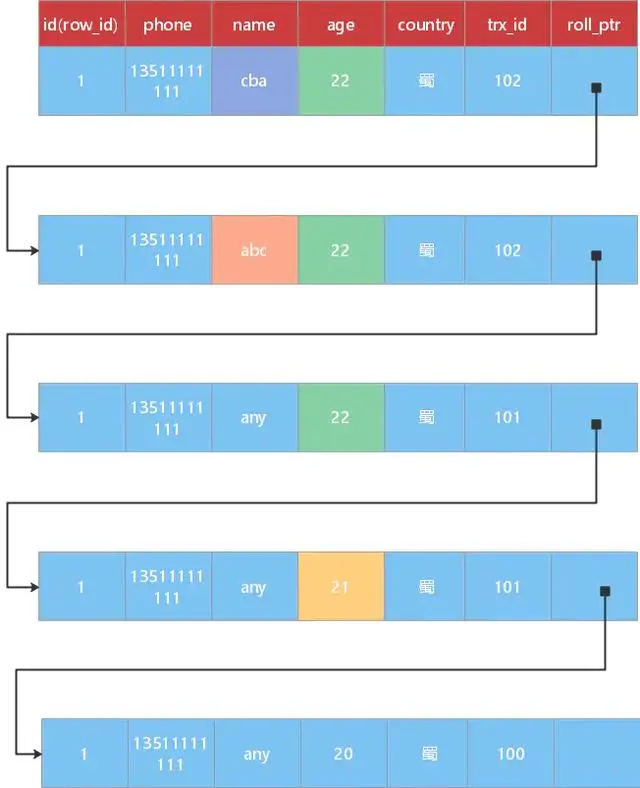 id(row_id) phone name age country trx_id roll_ptr
1 13511111 cba 22 蜀 102
111
1 13511111 abc 22 蜀 102
111
1 13511111 any 22 蜀 101
111
1 13511111 any 21 蜀 101
111
1 13511111 any 20 蜀 100
111